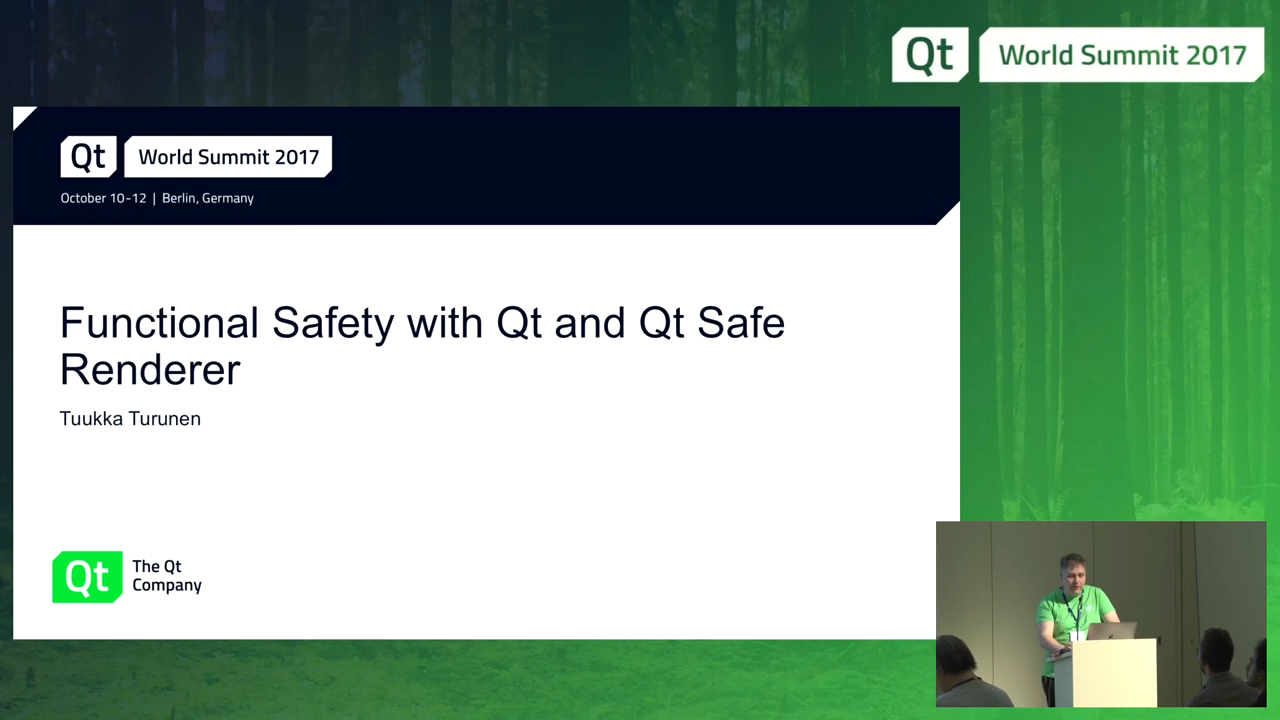 Qt World Summit 2017
Qt World Summit 2017
October 10-12 | Berlin, Germany
Functional Safety with Qt and Qt Safe
Renderer
Tuukka Turunen
Qt The Qt
Company